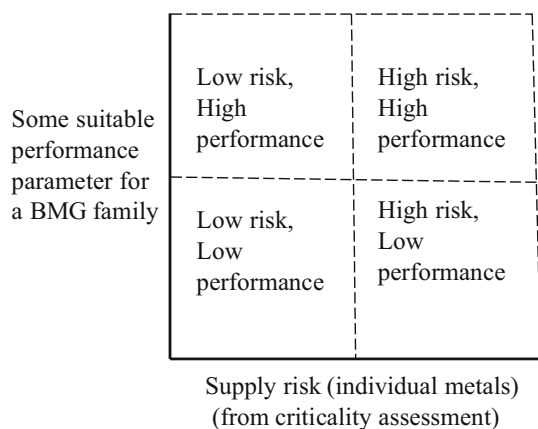 Low risk,
High
performance
High risk,
High
performance
Some suitable
performance
parameter for
a BMG family
Low risk,
Low
performance
High risk,
Low
performance
Supply risk (individual metals)
(from criticality assessment)